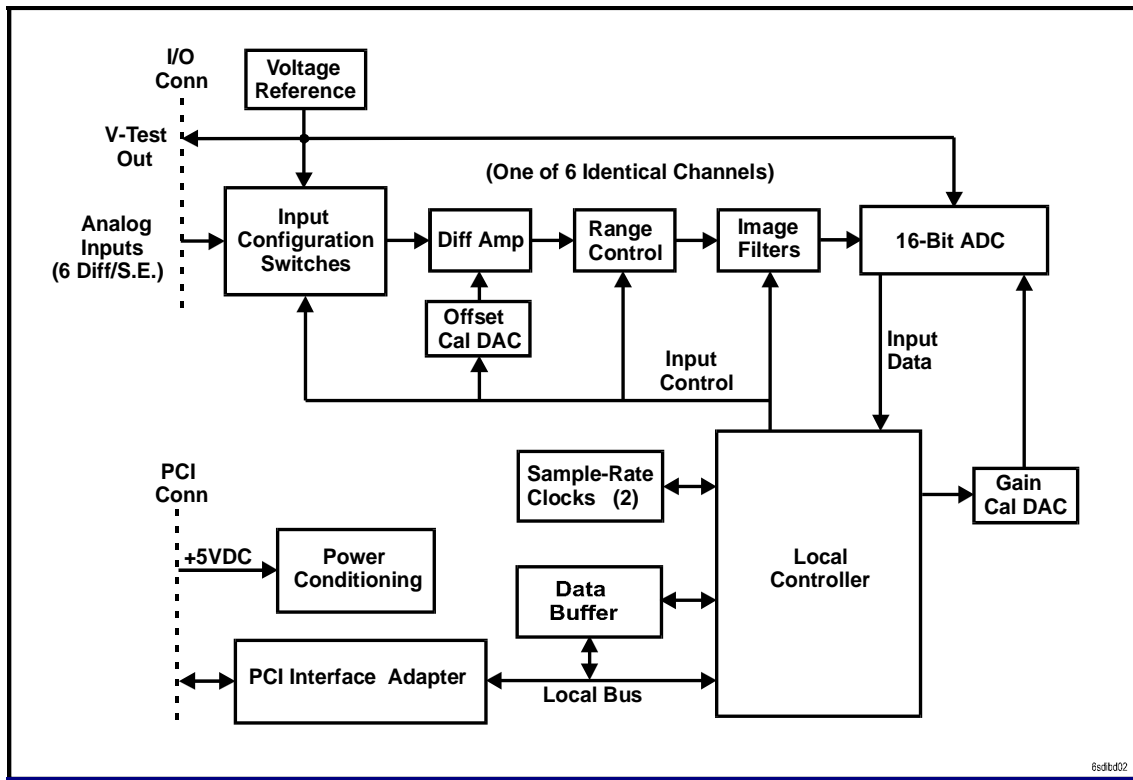 I/O
Conn
Voltage
Reference
V-Test
Out
(One of 6 Identical Channels)
Analog
Inputs
(6 Diff/S.E.)
Input
Configuration
Switches
Diff Amp
Range
Control
Image
Filters
16-Bit ADC
Offset
Cal DAC
Input
Control
Input
Data
PCI
Conn
Sample-Rate
Clocks (2)
Gain
Cal DAC
+5VDC
Power
Conditioning
Data
Buffer
Local
Controller
PCI Interface Adapter
Local Bus
6sdibd02